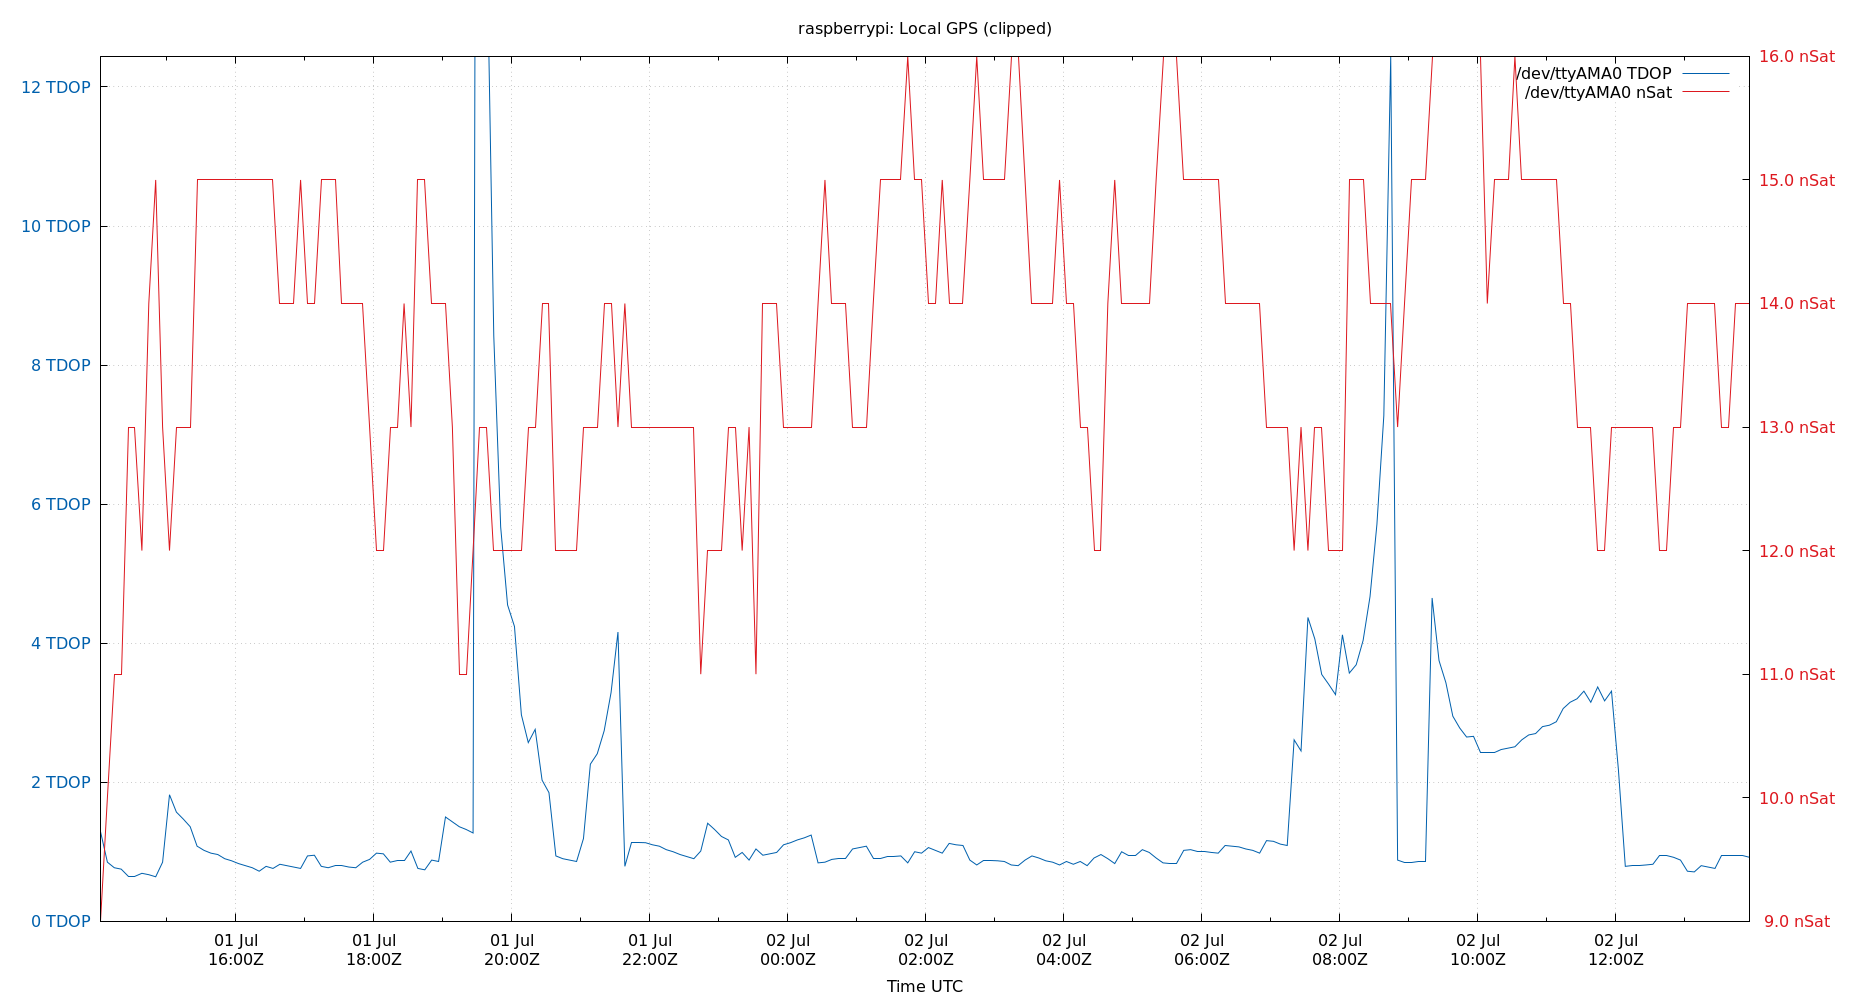 raspberrypi: Local GPS (clipped)
/dev/ttyAMA0 TDOP
/dev/ttyAMA0 nSat
12 TDOP
10 TDOP
8 TDOP
6 TDOP
4 TDOP
2 TDOP
0 TDOP
16.0 nSat
15.0 nSat
14.0 nSat
13.0 nSat
12.0 nSat
11.0 nSat
10.0 nSat
9.0 nSat
01 Jul
16:00Z
01 Jul
18:00Z
01 Jul
20:00Z
01 Jul
22:00Z
02 Jul
00:00Z
02 Jul
02:00Z
02 Jul
04:00Z
02 Jul
06:00Z
02 Jul
08:00Z
02 Jul
10:00Z
02 Jul
12:00Z
Time UTC